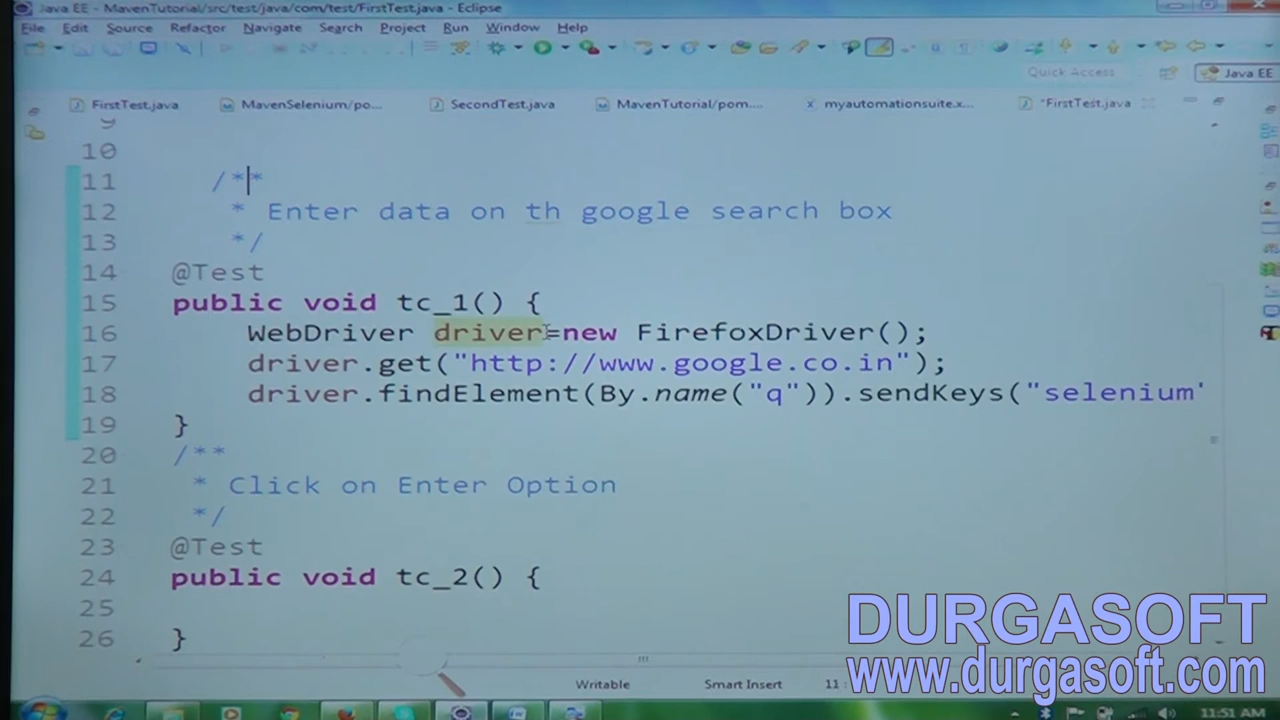 Java EE - MavenTutorial/src/test/java/com/test/FirstTest.java - Eclipse
File Edit Source Refactor Navigate Search Project Run Window Help
Quick Access Java EE
FirstTest.java MavenSelenium/po... SecondTest.java MavenTutorial/pom.... myautomationsuite.x... *FirstTest.java
9
10
11 /**
12 * Enter data on th google search box
13 */
14 @Test
15 public void tc_1() {
16 WebDriver driver=new FirefoxDriver();
17 driver.get("http://www.google.co.in");
18 driver.findElement(By.name("q")).sendKeys("selenium"
19 }
20 /**
21 * Click on Enter Option
22 */
23 @Test
24 public void tc_2() {
25
26 }
DURGASOFT
www.durgasoft.com
Writable Smart Insert 11 :
11:51 AM